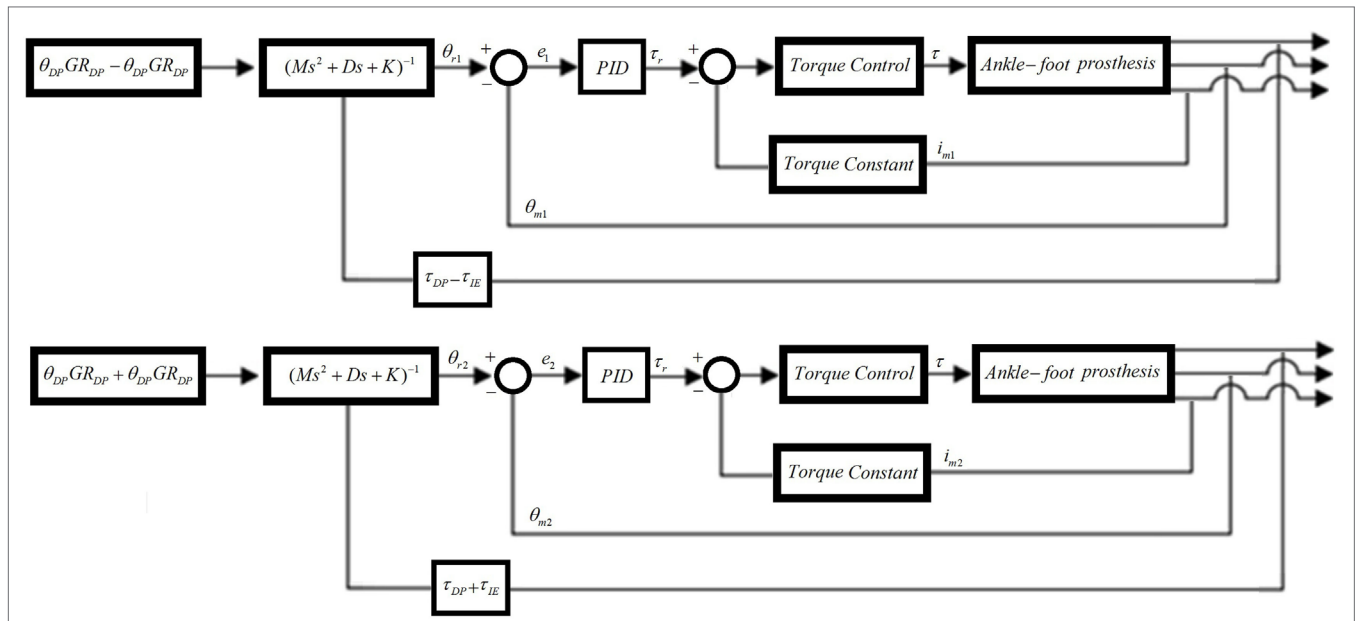 θ_DP GR_DP − θ_DP GR_DP
(Ms² + Ds + K)⁻¹
θ_r1
+
−
e₁
PID
τ_r
+
−
Torque Control
τ
Ankle− foot prosthesis
Torque Constant
i_m1
θ_m1
τ_DP − τ_IE
θ_DP GR_DP + θ_DP GR_DP
(Ms² + Ds + K)⁻¹
θ_r2
+
−
e₂
PID
τ_r
+
−
Torque Control
τ
Ankle− foot prosthesis
Torque Constant
i_m2
θ_m2
τ_DP + τ_IE